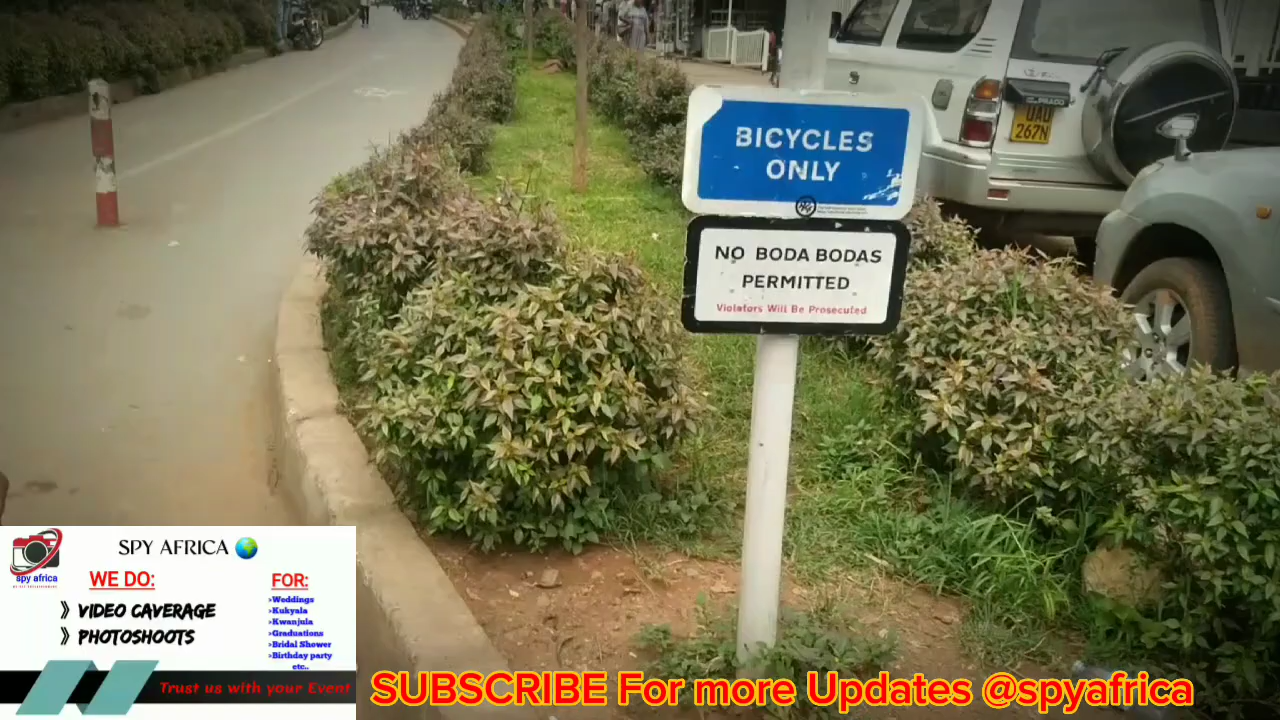 BICYCLES
ONLY
NO BODA BODAS
PERMITTED
Violators Will Be Prosecuted
PRADO
UAU
267N
spy africa
SPY AFRICA
WE DO:
》 VIDEO CAVERAGE
》 PHOTOSHOOTS
FOR:
>Weddings
>Kukyala
>Kwanjula
>Graduations
>Bridal Shower
>Birthday party
etc..
Trust us with your Event
SUBSCRIBE For more Updates @spyafrica